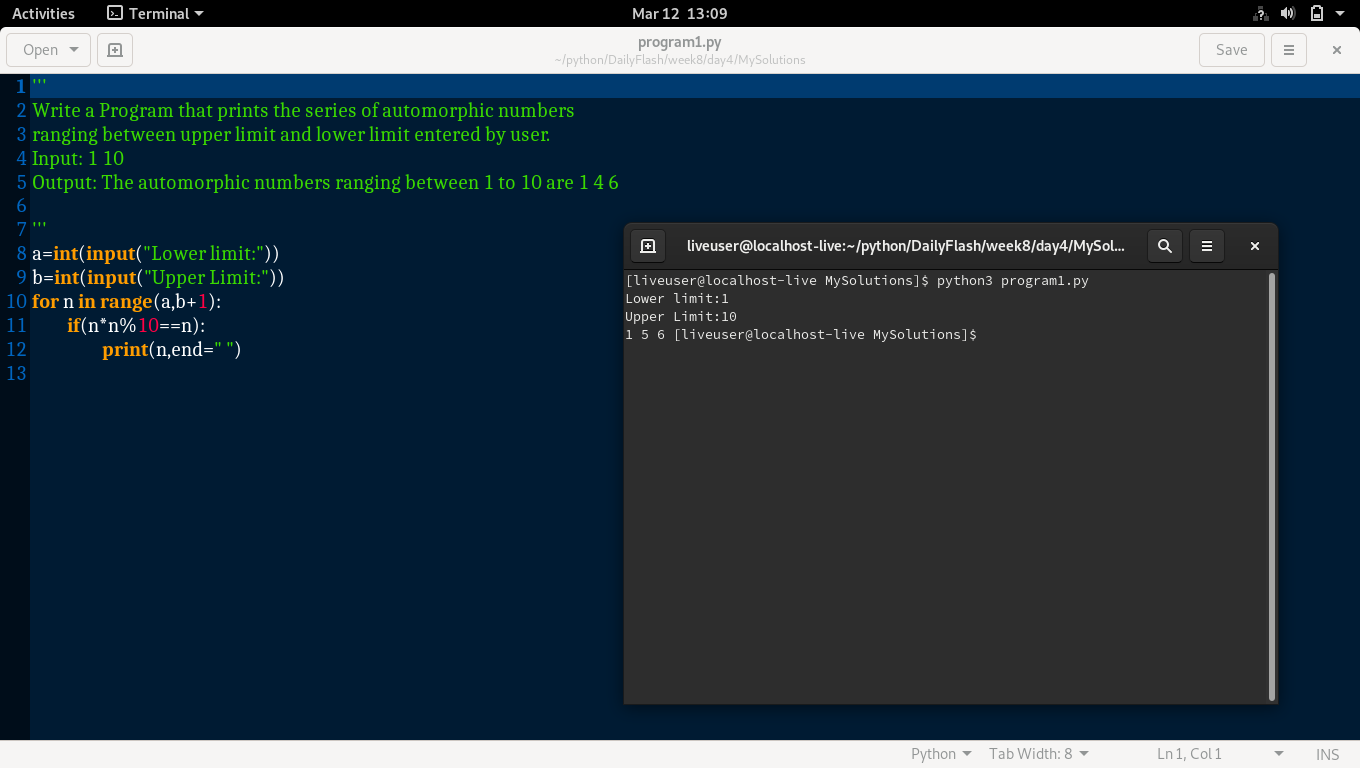 Activities Terminal Mar 12 13:09
Open program1.py Save
~/python/DailyFlash/week8/day4/MySolutions
1 '''
2 Write a Program that prints the series of automorphic numbers
3 ranging between upper limit and lower limit entered by user.
4 Input: 1 10
5 Output: The automorphic numbers ranging between 1 to 10 are 1 4 6
6
7 '''
8 a=int(input("Lower limit:"))
9 b=int(input("Upper Limit:"))
10 for n in range(a,b+1):
11 if(n*n%10==n):
12 print(n,end=" ")
13
liveuser@localhost-live:~/python/DailyFlash/week8/day4/MySol...
[liveuser@localhost-live MySolutions]$ python3 program1.py
Lower limit:1
Upper Limit:10
1 5 6 [liveuser@localhost-live MySolutions]$
Python Tab Width: 8 Ln 1, Col 1 INS